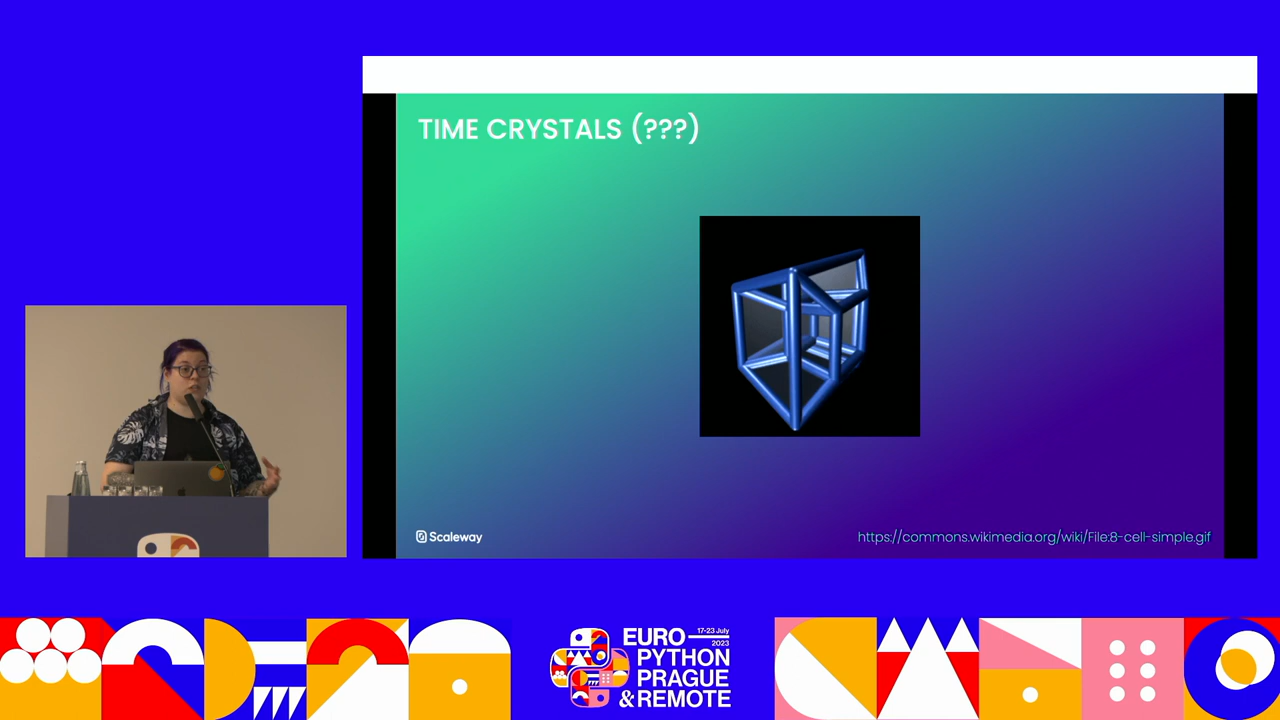 TIME CRYSTALS (???)
Scaleway
https://commons.wikimedia.org/wiki/File:8-cell-simple.gif
EURO
17-23 July
2023
PYTHON
PRAGUE
& REMOTE